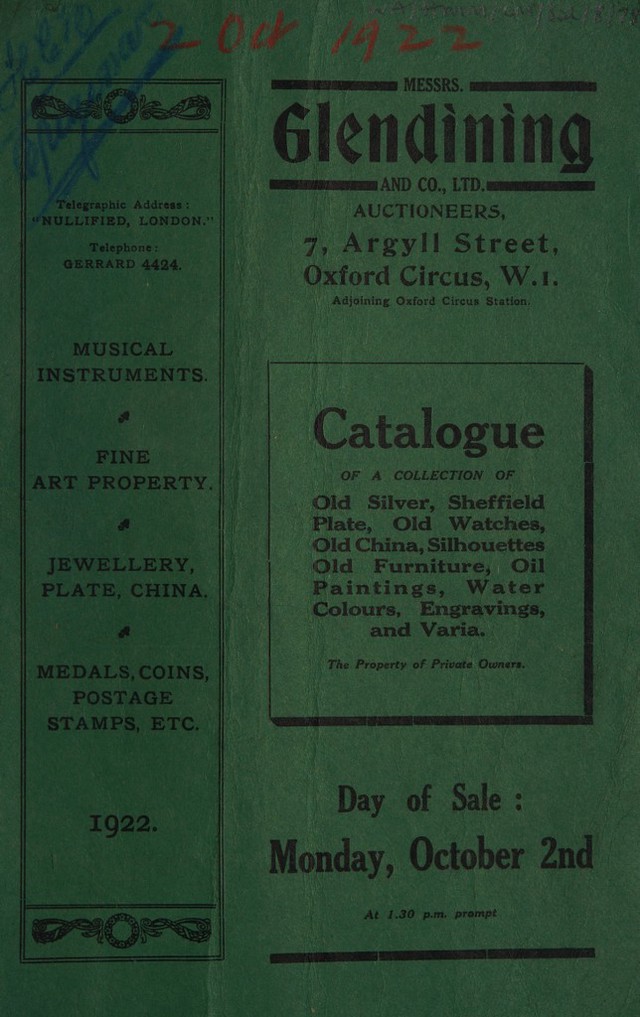 2 Oct 1922
Telegraphic Address:
"NULLIFIED, LONDON."
Telephone:
GERRARD 4424.
MUSICAL
INSTRUMENTS.
FINE
ART PROPERTY.
JEWELLERY,
PLATE, CHINA.
MEDALS, COINS,
POSTAGE
STAMPS, ETC.
1922.
MESSRS.
Glendining
AND CO., LTD.
AUCTIONEERS,
7, Argyll Street,
Oxford Circus, W.1.
Adjoining Oxford Circus Station.
Catalogue
OF A COLLECTION OF
Old Silver, Sheffield
Plate, Old Watches,
Old China, Silhouettes
Old Furniture, Oil
Paintings, Water
Colours, Engravings,
and Varia.
The Property of Private Owners.
Day of Sale:
Monday, October 2nd
At 1.30 p.m. prompt